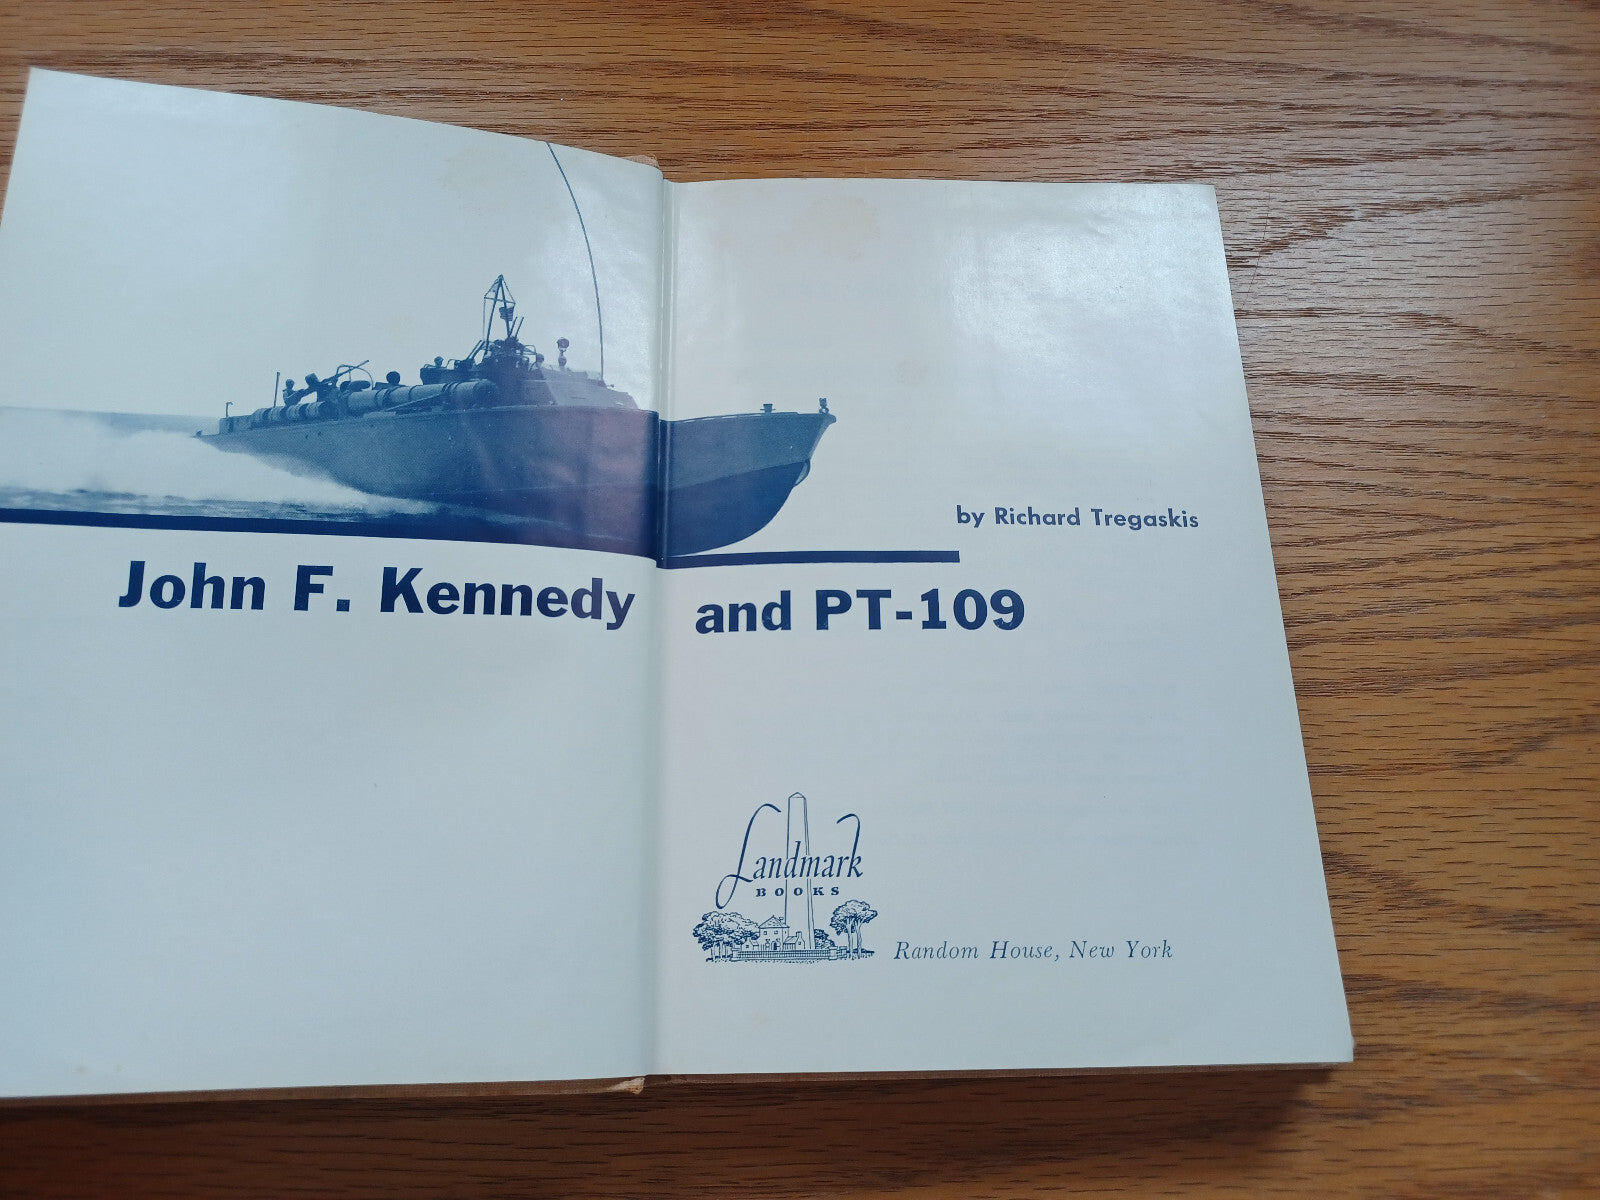 by Richard Tregaskis
John F. Kennedy and PT-109
Landmark
BOOKS
Random House, New York